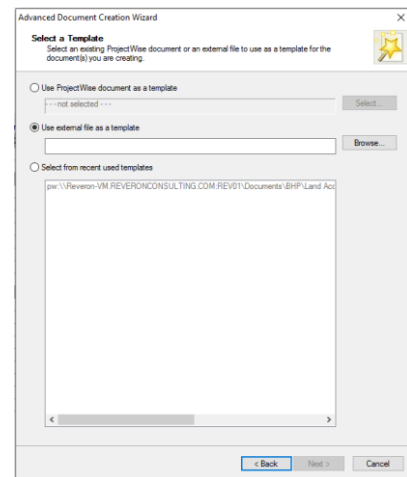 Advanced Document Creation Wizard
Select a Template
Select an existing ProjectWise document or an external file to use as a template for the
document(s) you are creating.
Use ProjectWise document as a template
- - - not selected - - -
Select...
Use external file as a template
Browse...
Select from recent used templates
pw:\\Reveron-VM.REVERONCONSULTING.COM:REV01\Documents\BHP\Land Acc
< Back
Next >
Cancel